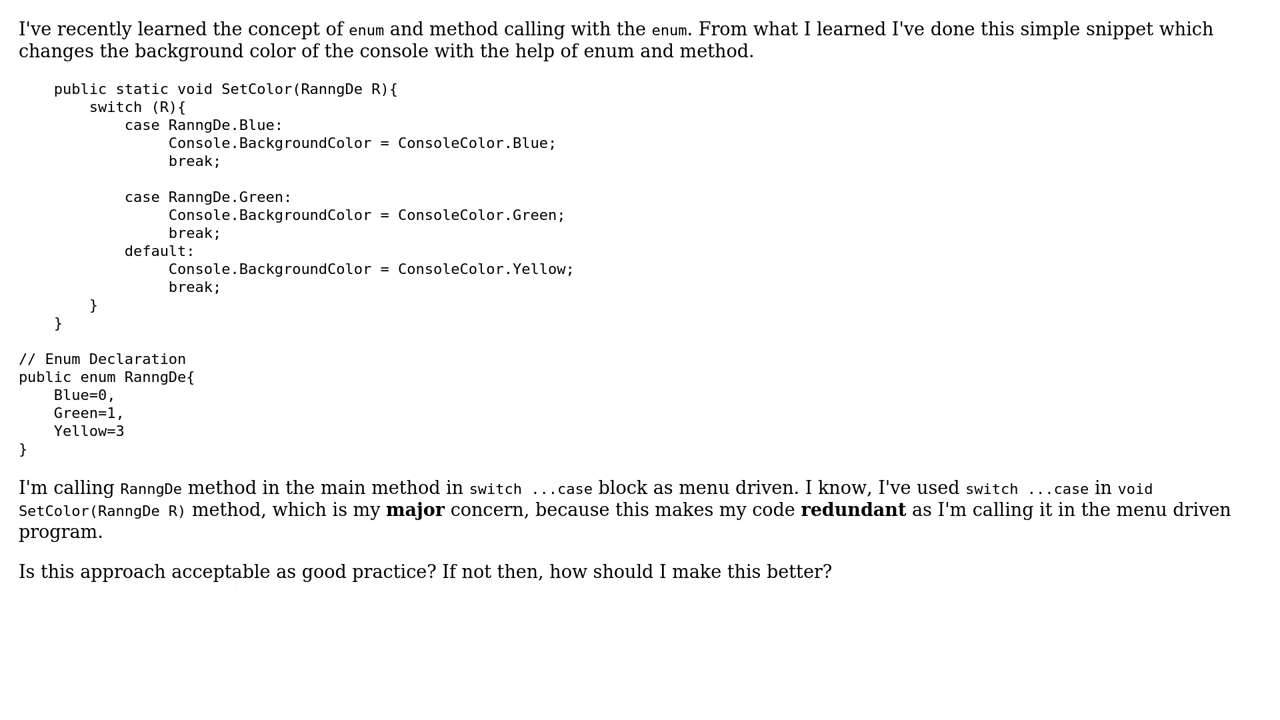 I've recently learned the concept of enum and method calling with the enum. From what I learned I've done this simple snippet which
changes the background color of the console with the help of enum and method.
    public static void SetColor(RanngDe R){
        switch (R){
            case RanngDe.Blue:
                 Console.BackgroundColor = ConsoleColor.Blue;
                 break;
            case RanngDe.Green:
                 Console.BackgroundColor = ConsoleColor.Green;
                 break;
            default:
                 Console.BackgroundColor = ConsoleColor.Yellow;
                 break;
        }
    }
// Enum Declaration
public enum RanngDe{
    Blue=0,
    Green=1,
    Yellow=3
}
I'm calling RanngDe method in the main method in switch ...case block as menu driven. I know, I've used switch ...case in void
SetColor(RanngDe R) method, which is my major concern, because this makes my code redundant as I'm calling it in the menu driven
program.
Is this approach acceptable as good practice? If not then, how should I make this better?